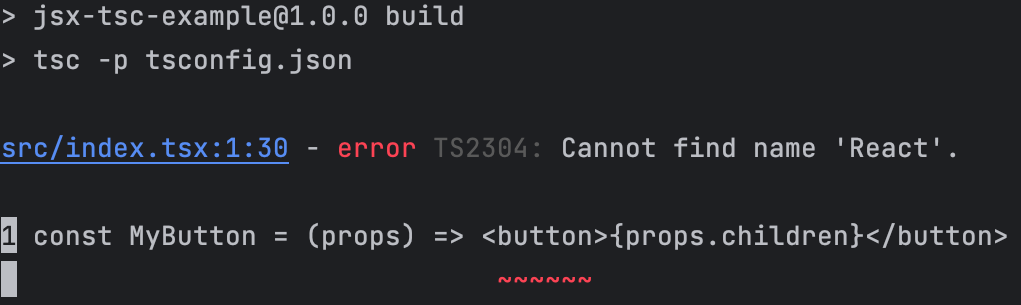 > jsx-tsc-example@1.0.0 build
> tsc -p tsconfig.json
src/index.tsx:1:30 - error TS2304: Cannot find name 'React'.
1 const MyButton = (props) => <button>{props.children}</button>
~~~~~~